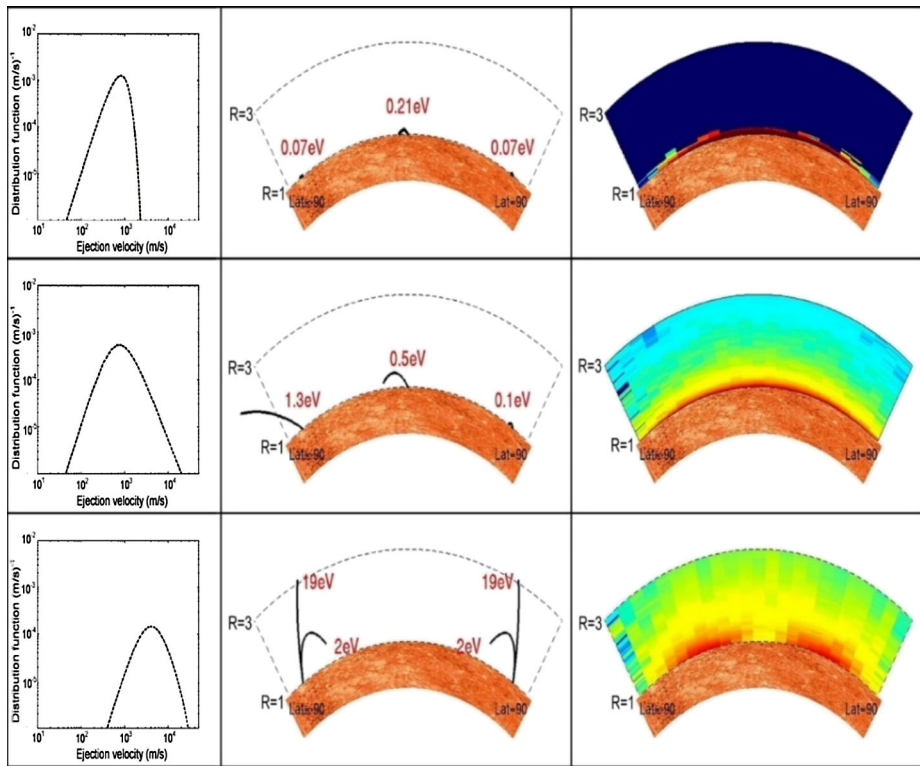 Distribution function (m/s)⁻¹
10⁻²
10⁻³
10⁻⁴
10⁻⁵
10¹ 10² 10³ 10⁴
Ejection velocity (m/s)
R=3
0.21eV
0.07eV 0.07eV
R=1 Lat=-90 Lat=90
R=3
R=1 Lat=-90 Lat=90
Distribution function (m/s)⁻¹
10⁻²
10⁻³
10⁻⁴
10⁻⁵
10¹ 10² 10³ 10⁴
Ejection velocity (m/s)
R=3
0.5eV
1.3eV 0.1eV
R=1 Lat=-90 Lat=90
R=3
R=1 Lat=-90 Lat=90
Distribution function (m/s)⁻¹
10⁻²
10⁻³
10⁻⁴
10⁻⁵
10¹ 10² 10³ 10⁴
Ejection velocity (m/s)
19eV 19eV
R=3
2eV 2eV
R=1 Lat=-90 Lat=90
R=3
R=1 Lat=-90 Lat=90